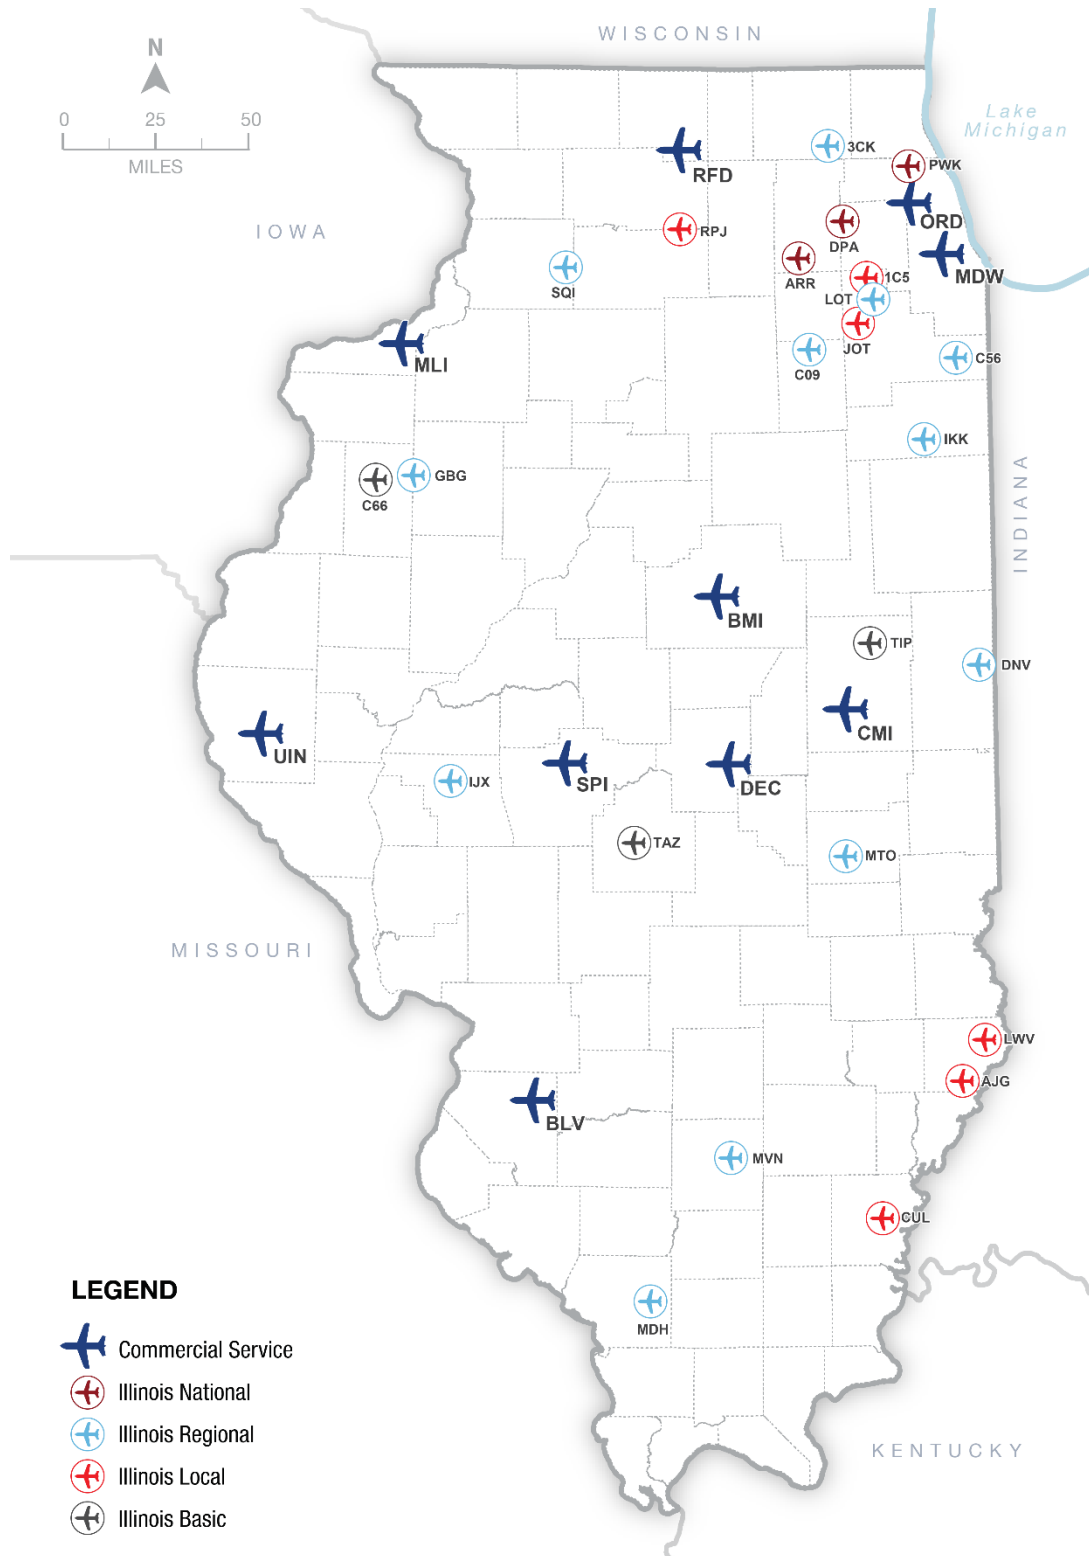 WISCONSIN
N
0 25 50
MILES
Lake
Michigan
IOWA
3CK
PWK
RFD
ORD
RPJ
DPA
MDW
ARR
1C5
SQI
LOT
JOT
MLI
C09
C56
IKK
GBG
C66
INDIANA
BMI
TIP
DNV
CMI
UIN
IJX
SPI
DEC
TAZ
MTO
MISSOURI
LWV
AJG
BLV
MVN
CUL
MDH
LEGEND
Commercial Service
Illinois National
Illinois Regional
Illinois Local
Illinois Basic
KENTUCKY